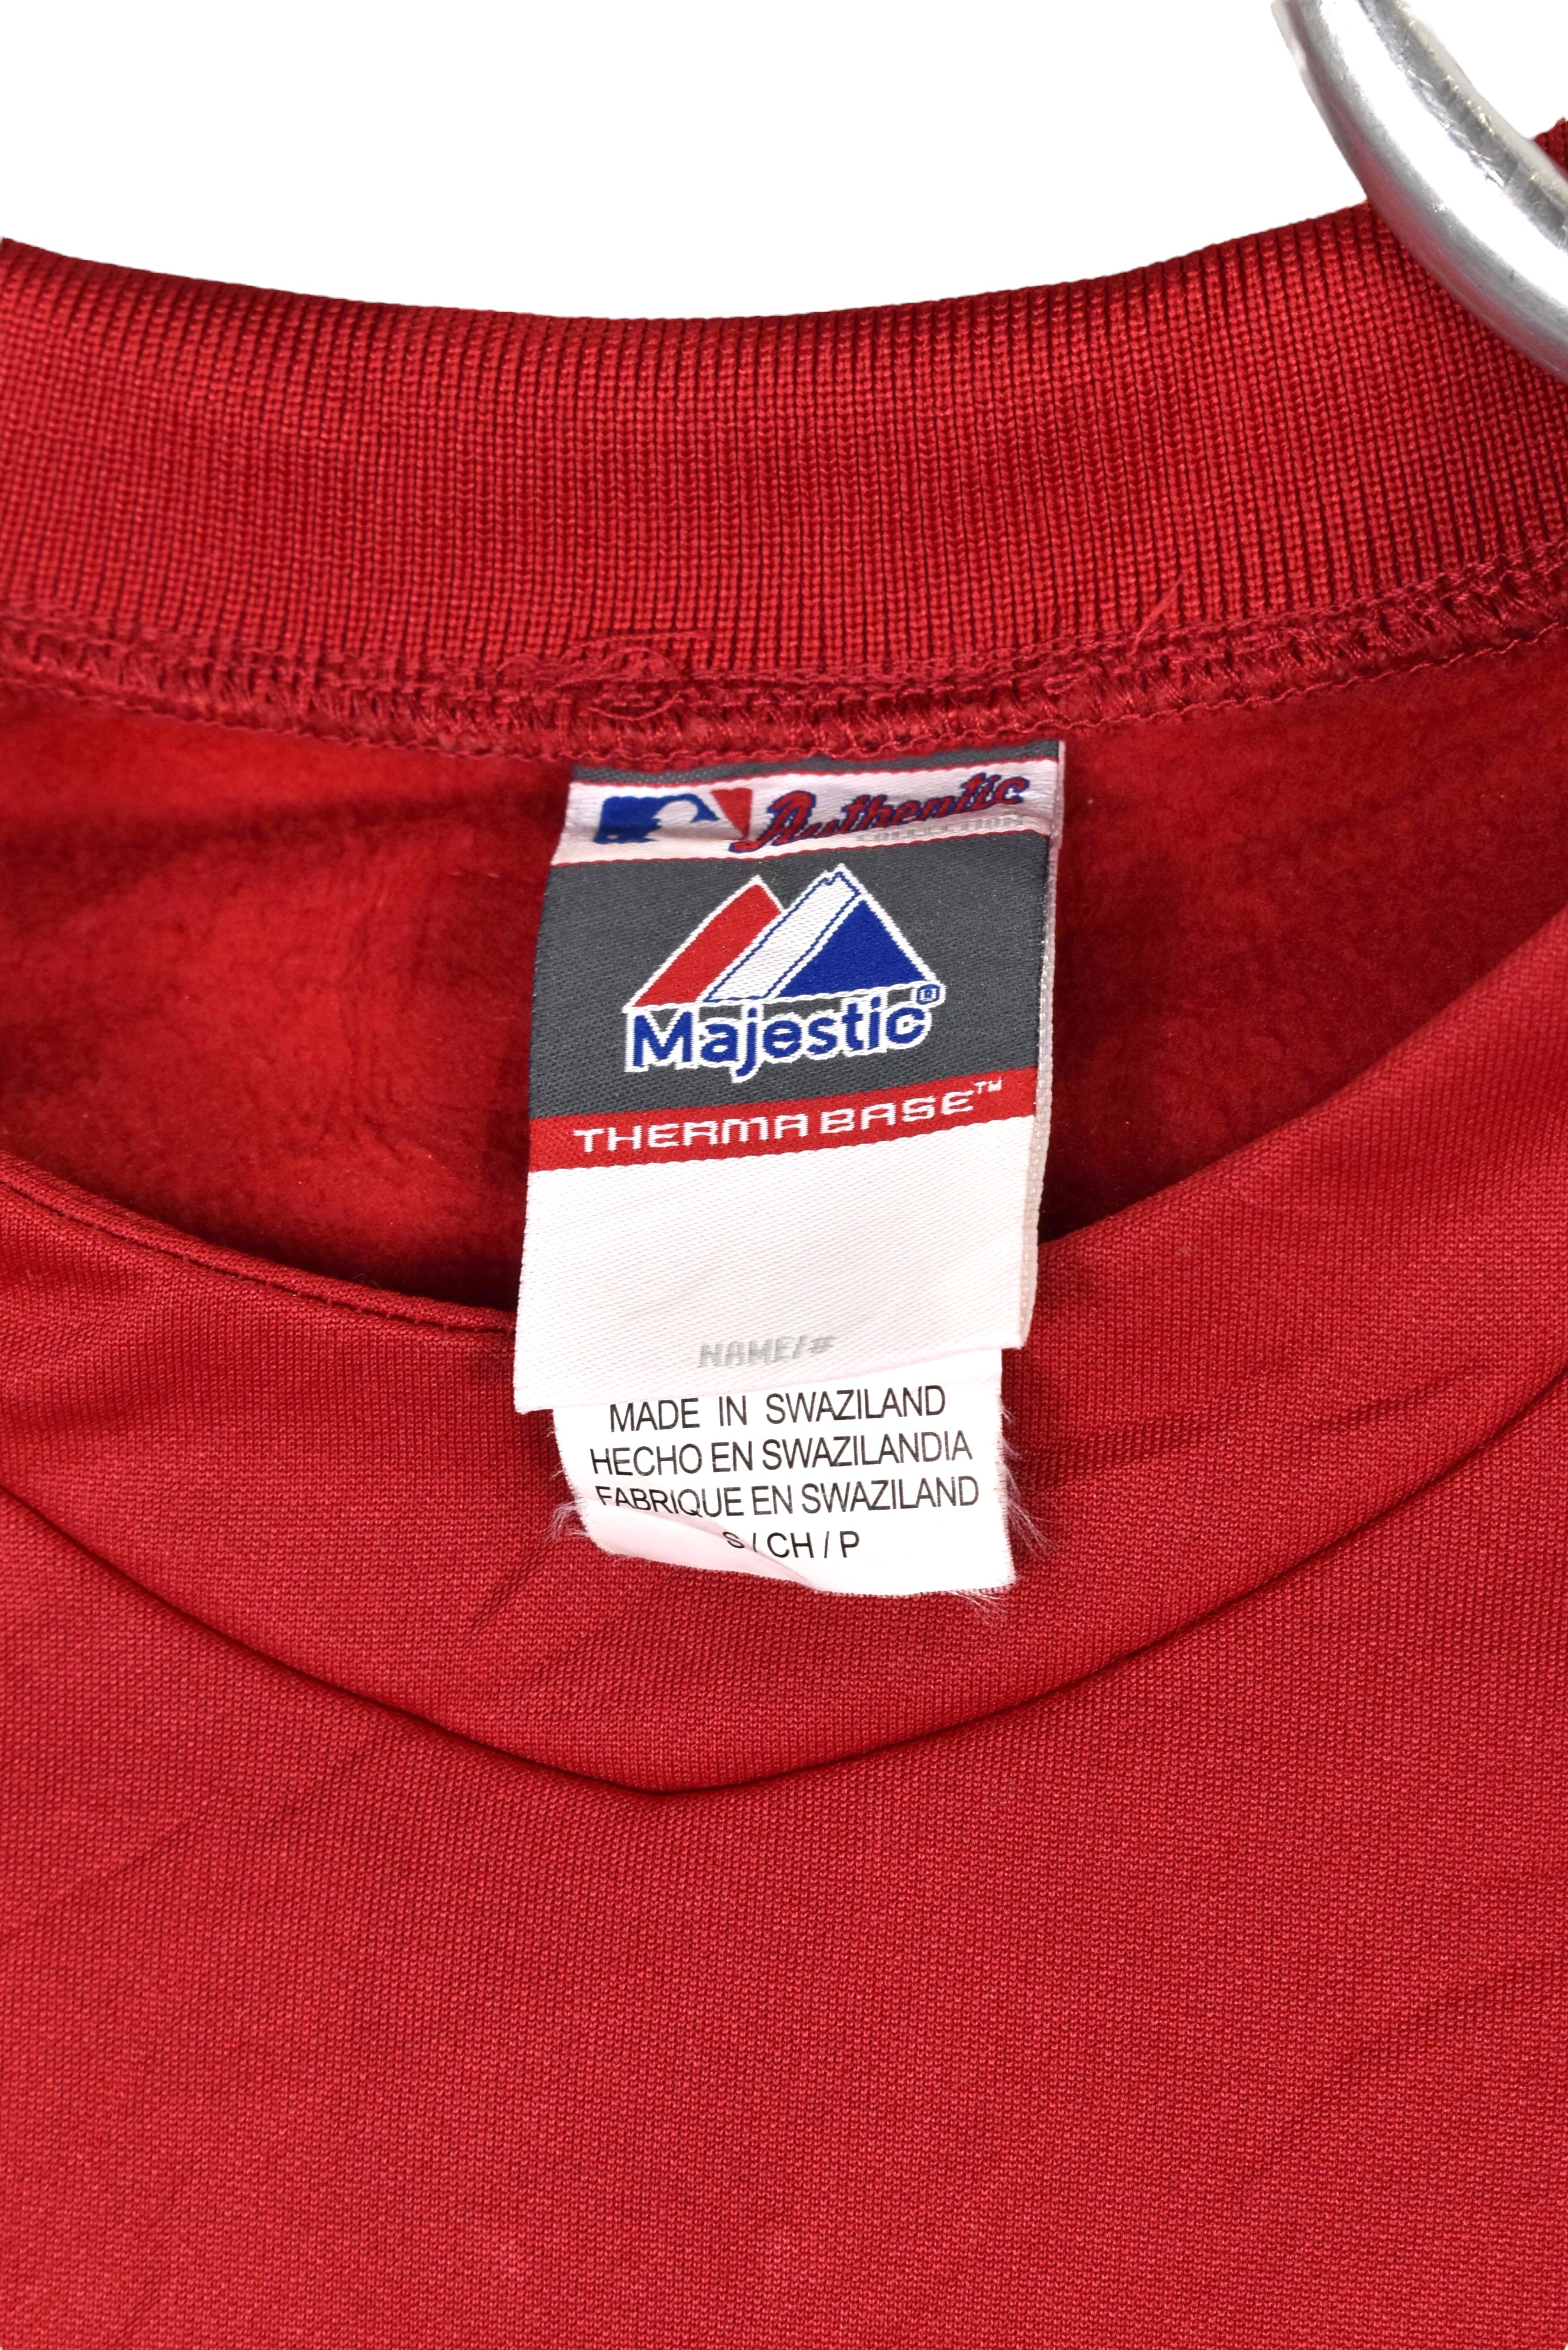 Authentic
COLLECTION
Majestic®
THERMA BASE™
NAME/#
MADE IN SWAZILAND
HECHO EN SWAZILANDIA
FABRIQUE EN SWAZILAND
S / CH / P